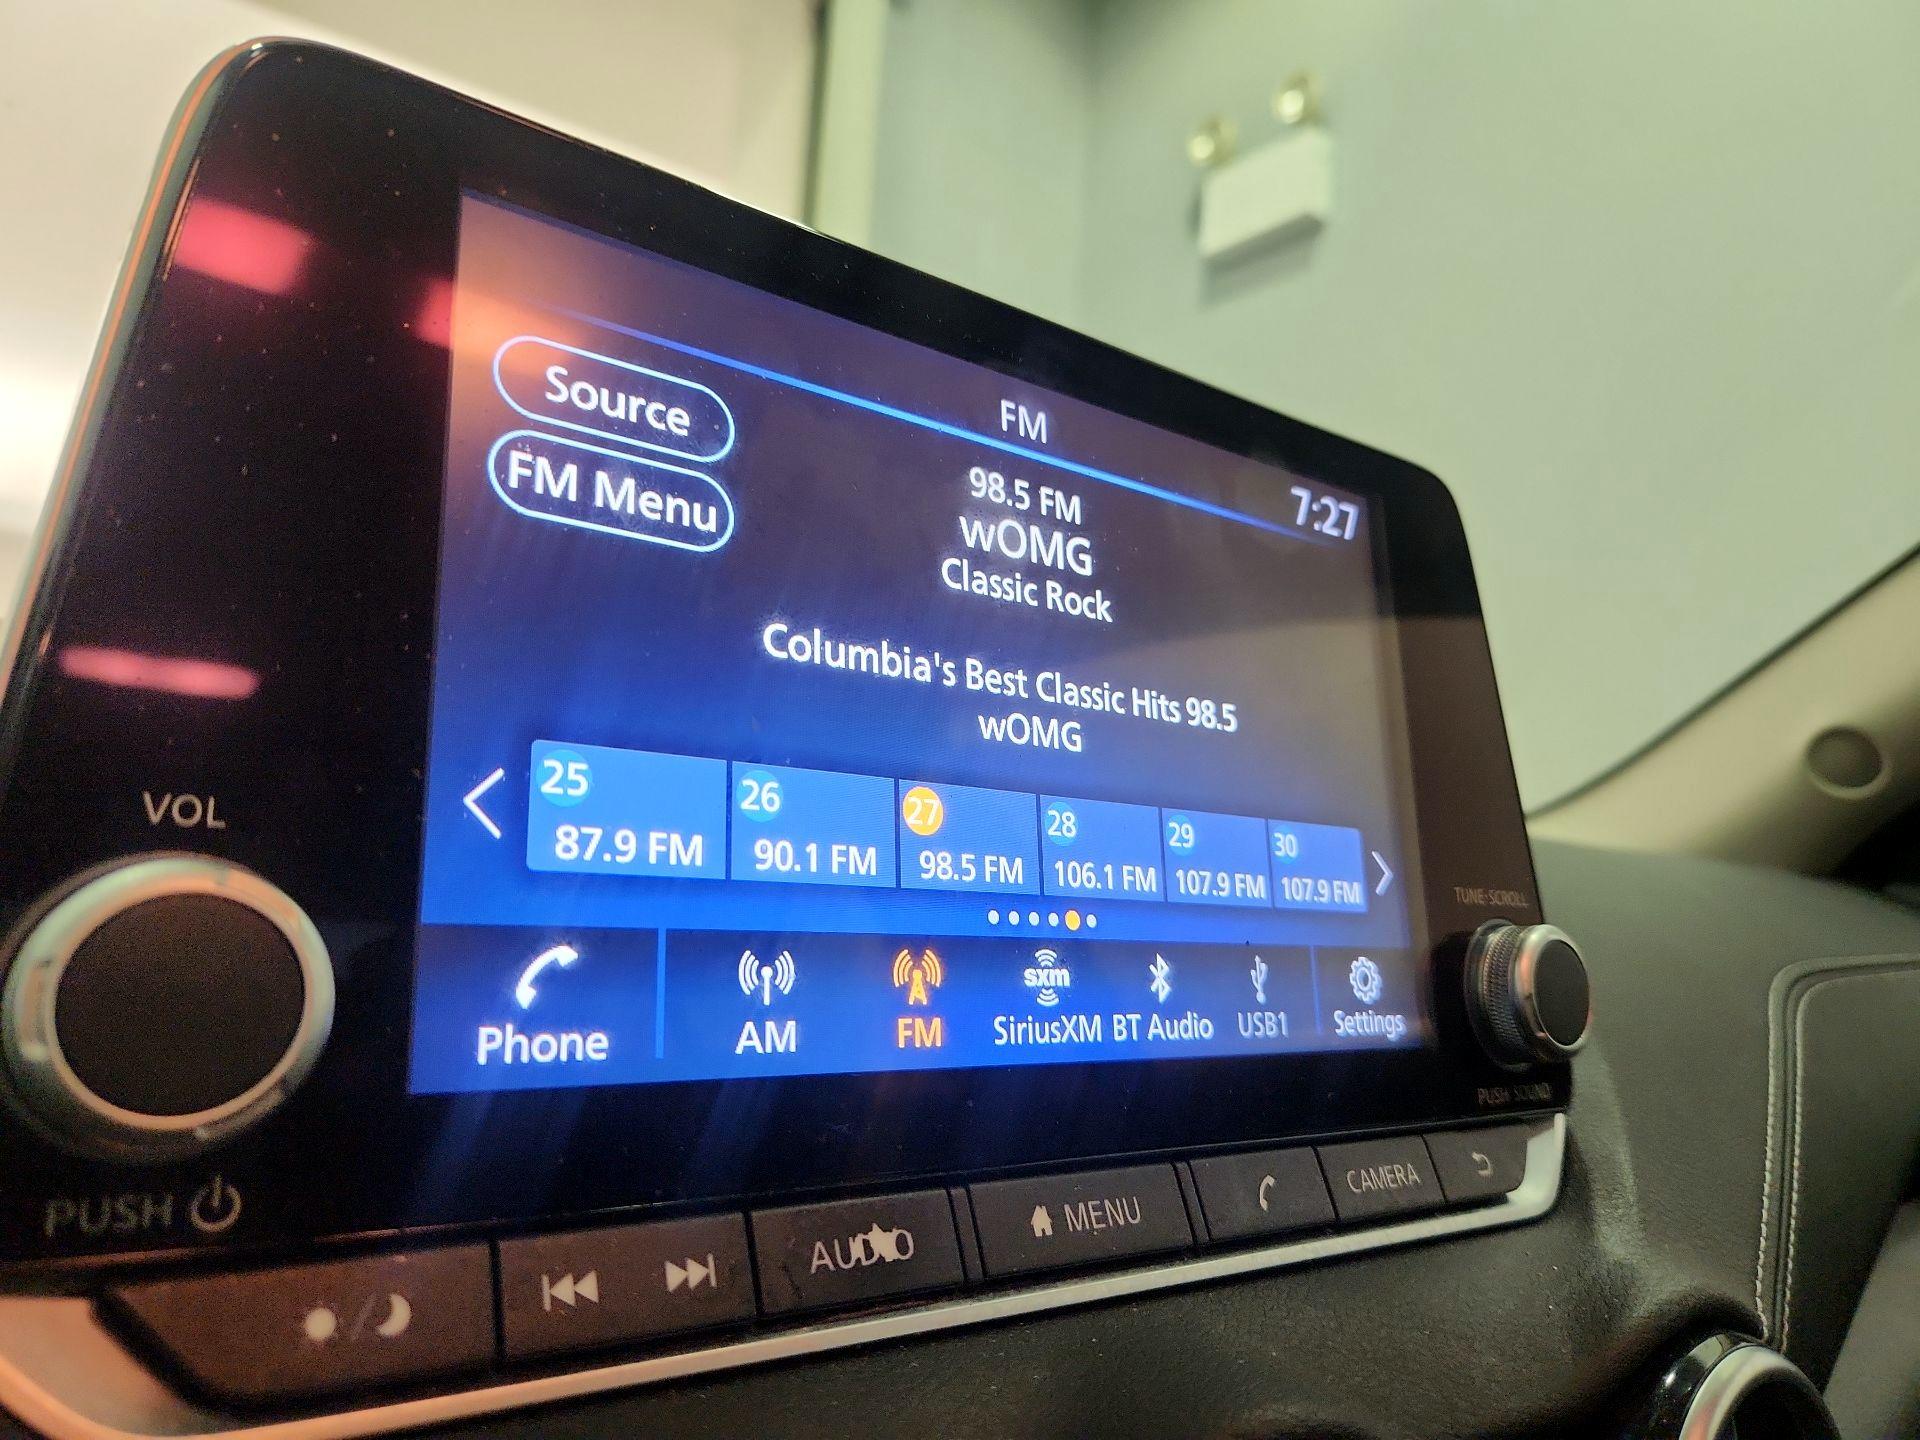 FM
Source
FM Menu
98.5 FM
7:27
wOMG
Classic Rock
Columbia's Best Classic Hits 98.5
wOMG
25
26
27
28
29
30
87.9 FM
90.1 FM
98.5 FM
106.1 FM
107.9 FM
107.9 FM
Phone
AM
FM
sxm
SiriusXM
BT Audio
USB1
Settings
VOL
PUSH
TUNE·SCROLL
PUSH SOUND
AUDIO
MENU
CAMERA